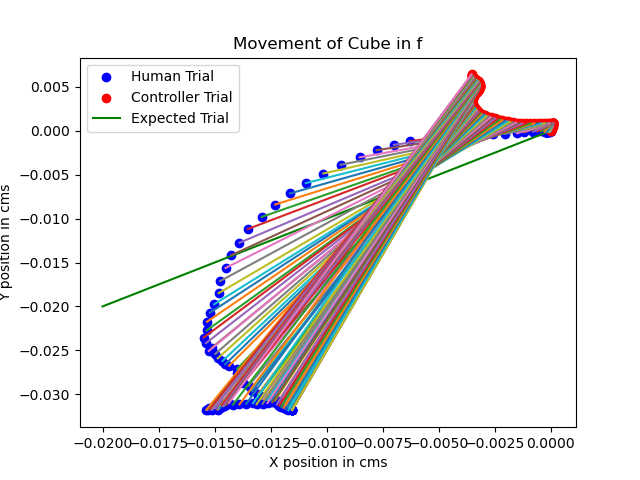 Movement of Cube in f
Human Trial
Controller Trial
Expected Trial
Y position in cms
0.005
0.000
−0.005
−0.010
−0.015
−0.020
−0.025
−0.030
−0.0200 −0.0175 −0.0150 −0.0125 −0.0100 −0.0075 −0.0050 −0.0025 0.0000
X position in cms